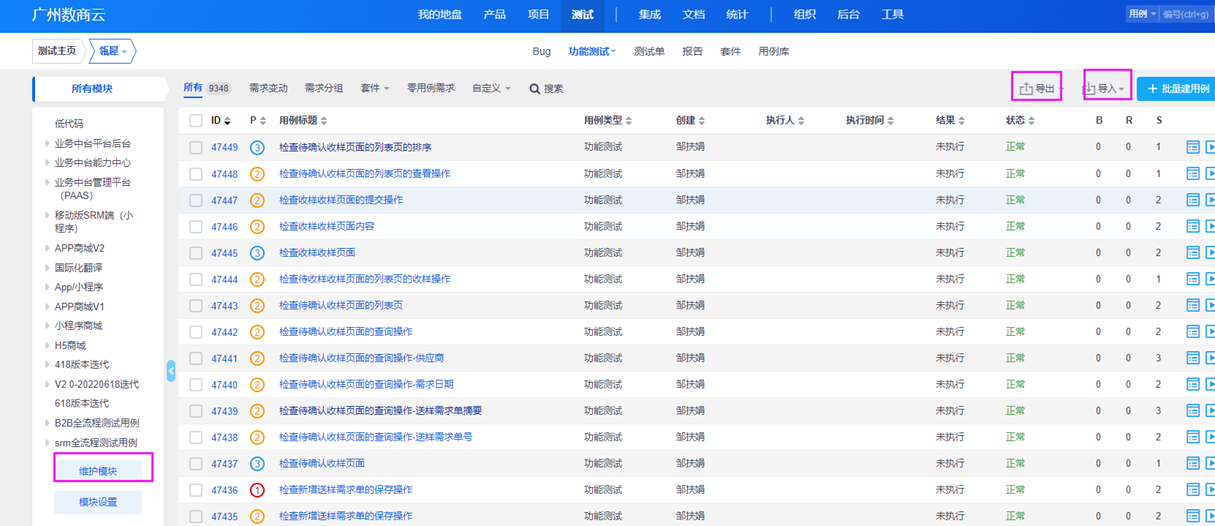 广州数商云 我的地盘 产品 项目 测试 集成 文档 统计 组织 后台 工具 用例 编号(ctrl+g)
测试主页 瓴犀 Bug 功能测试 测试单 报告 套件 用例库
所有模块 所有 9348 需求变动 需求分组 套件 零用例需求 自定义 搜索 导出 导入 + 批量建用例
低代码
业务中台平台后台
业务中台能力中心
业务中台管理平台
（PAAS）
移动版SRM端（小
程序）
APP商城V2
国际化翻译
App/小程序
APP商城V1
小程序商城
H5商城
418版本迭代
V2.0-20220618迭代
618版本迭代
B2B全流程测试用例
srm全流程测试用例
维护模块
模块设置
ID P 用例标题 用例类型 创建 执行人 执行时间 结果 状态 B R S
47449 3 检查待确认收样页面的列表页的排序 功能测试 邹扶娟 未执行 正常 0 0 1
47448 2 检查待确认收样页面的列表页的查看操作 功能测试 邹扶娟 未执行 正常 0 0 1
47447 2 检查收样收样页面的提交操作 功能测试 邹扶娟 未执行 正常 0 0 2
47446 2 检查收样收样页面内容 功能测试 邹扶娟 未执行 正常 0 0 2
47445 3 检查收样收样页面 功能测试 邹扶娟 未执行 正常 0 0 2
47444 2 检查待收样收样页面的列表页的收样操作 功能测试 邹扶娟 未执行 正常 0 0 1
47443 2 检查待确认收样页面的列表页 功能测试 邹扶娟 未执行 正常 0 0 2
47442 2 检查待确认收样页面的查询操作 功能测试 邹扶娟 未执行 正常 0 0 2
47441 2 检查待确认收样页面的查询操作-供应商 功能测试 邹扶娟 未执行 正常 0 0 3
47440 2 检查待确认收样页面的查询操作-需求日期 功能测试 邹扶娟 未执行 正常 0 0 2
47439 2 检查待确认收样页面的查询操作-送样需求单摘要 功能测试 邹扶娟 未执行 正常 0 0 3
47438 2 检查待确认收样页面的查询操作-送样需求单号 功能测试 邹扶娟 未执行 正常 0 0 2
47437 3 检查待确认收样页面 功能测试 邹扶娟 未执行 正常 0 0 1
47436 1 检查新增送样需求单的保存操作 功能测试 邹扶娟 未执行 正常 0 0 2
47435 2 检查新增送样需求单的保存操作 功能测试 邹扶娟 未执行 正常 0 0 2